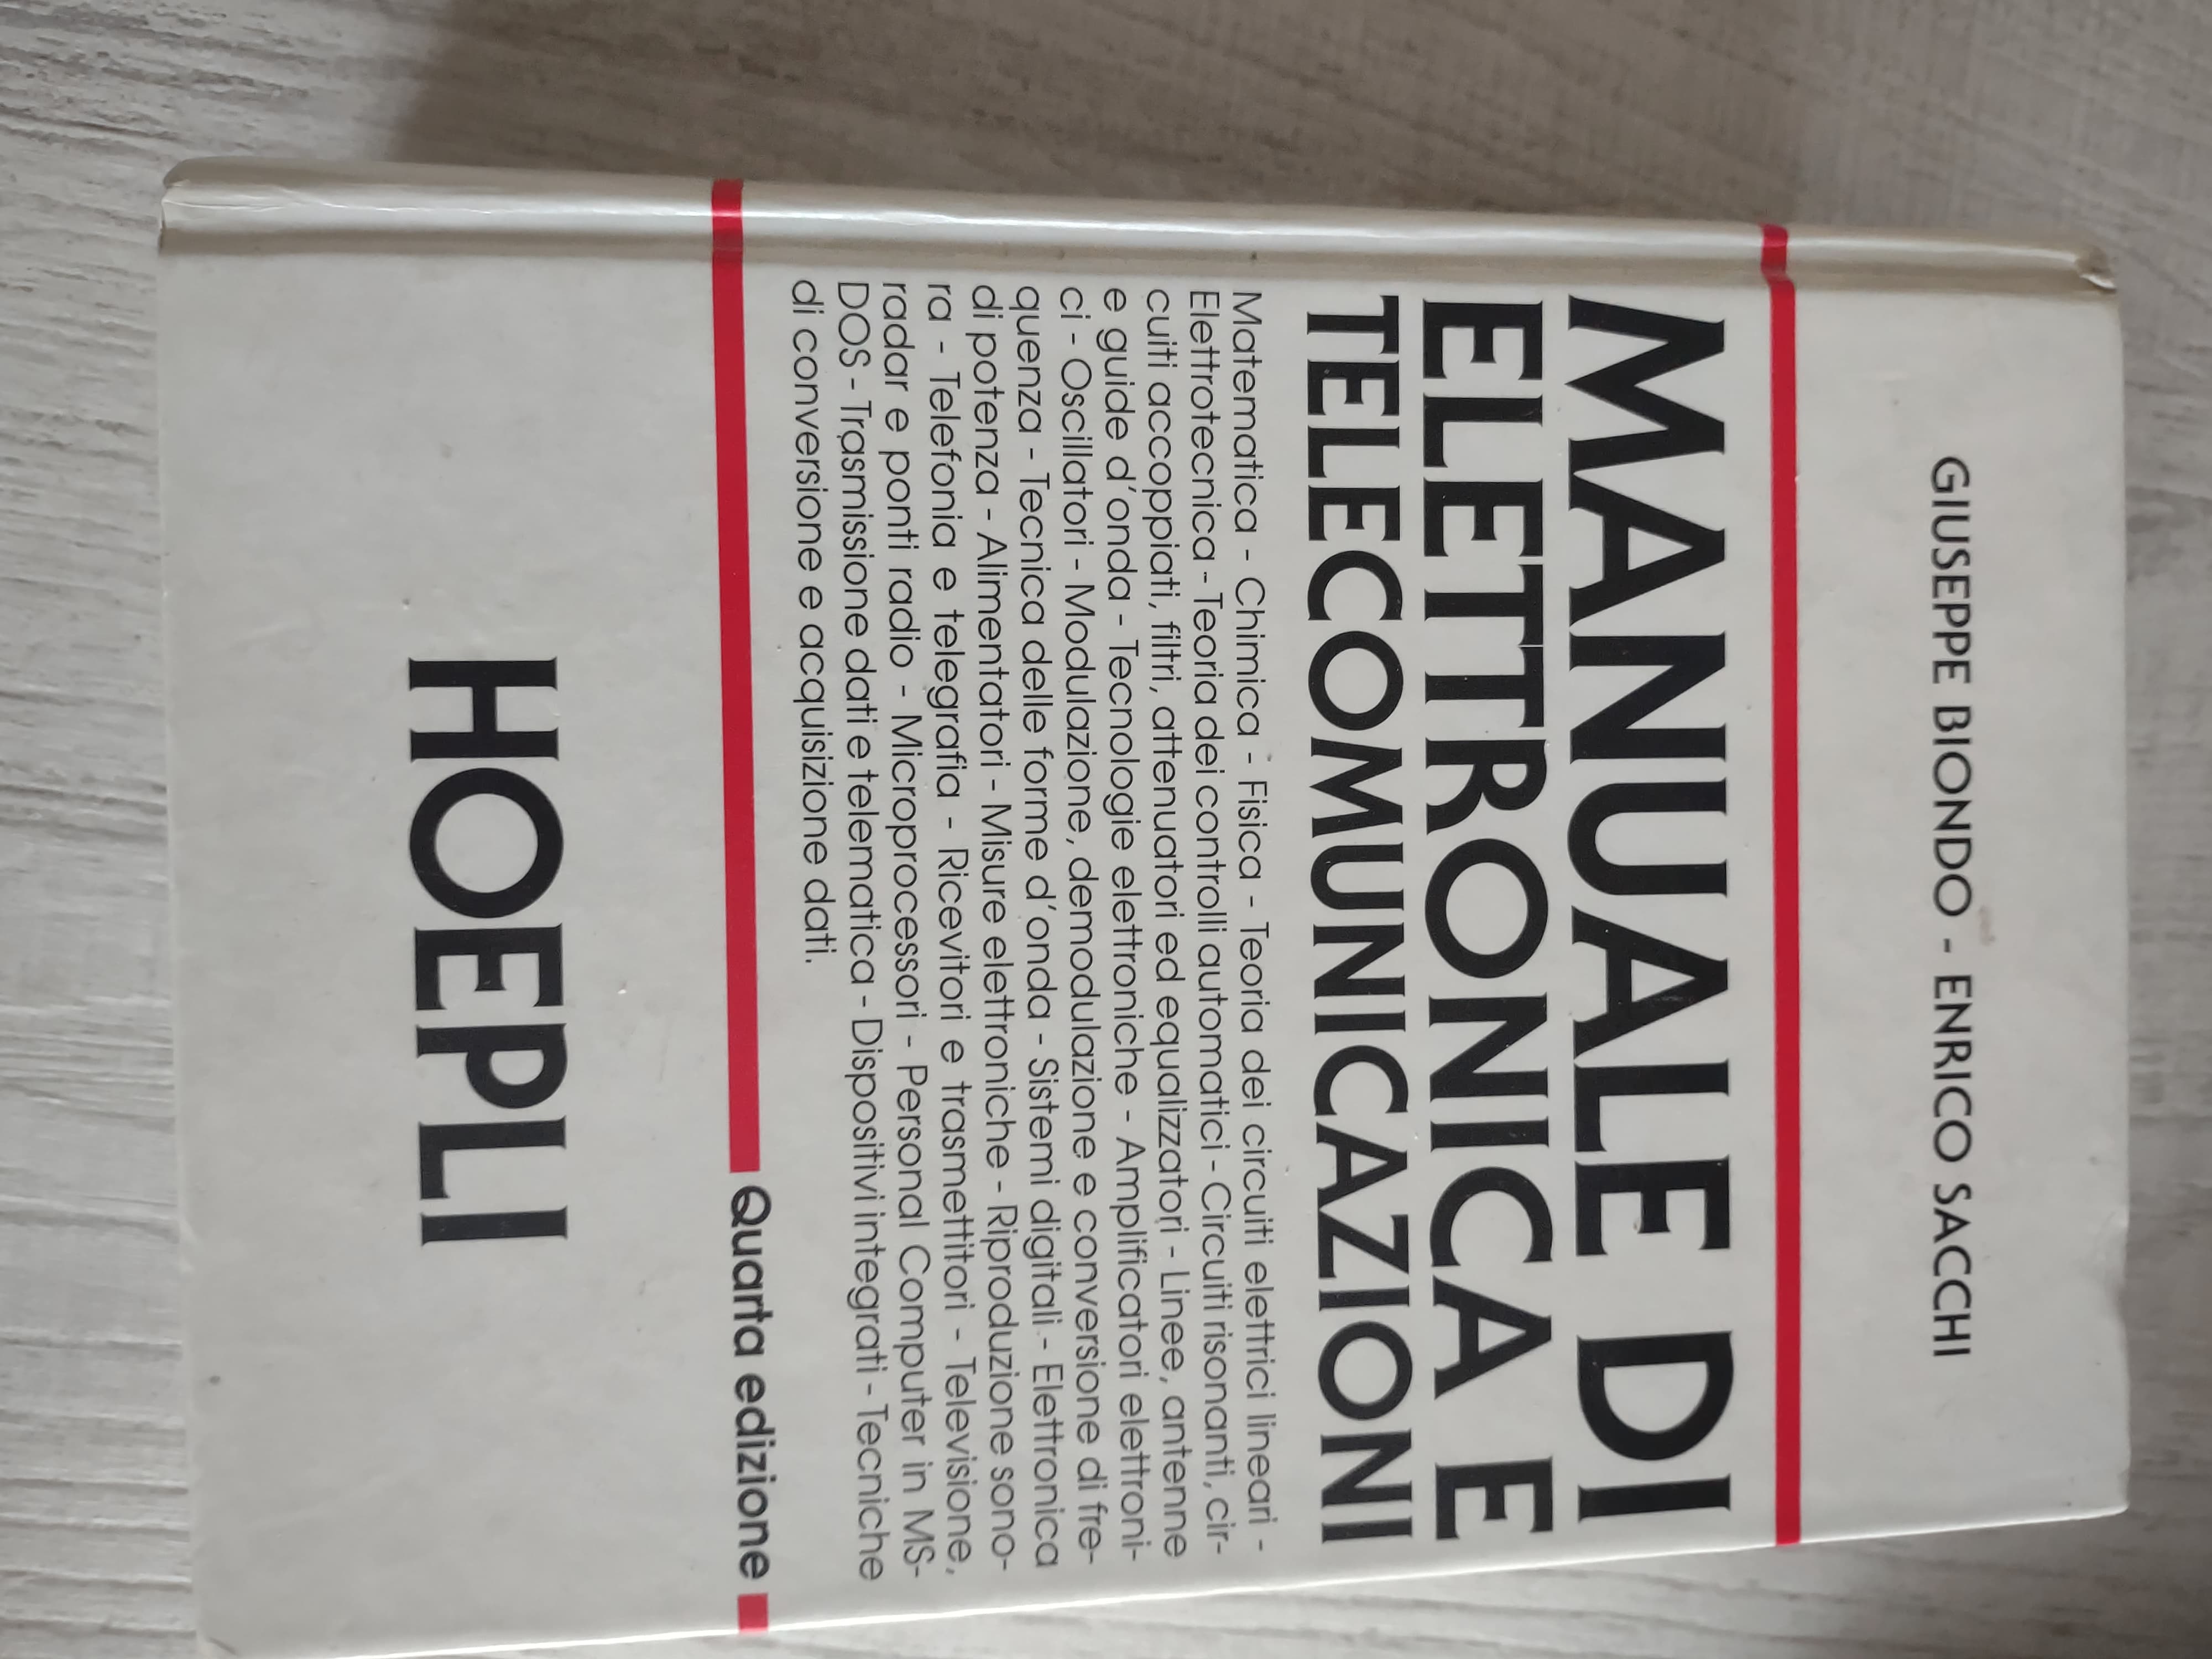 GIUSEPPE BIONDO - ENRICO SACCHI
MANUALE DI
ELETTRONICA E
TELECOMUNICAZIONI
Matematica - Chimica - Fisica - Teoria dei circuiti elettrici lineari -
Elettrotecnica - Teoria dei controlli automatici - Circuiti risonanti, cir-
cuiti accoppiati, filtri, attenuatori ed equalizzatori - Linee, antenne
e guide d'onda - Tecnologie elettroniche - Amplificatori elettroni-
ci - Oscillatori - Modulazione, demodulazione e conversione di fre-
quenza - Tecnica delle forme d'onda - Sistemi digitali - Elettronica
di potenza - Alimentatori - Misure elettroniche - Riproduzione sono-
ra - Telefonia e telegrafia - Ricevitori e trasmettitori - Televisione,
radar e ponti radio - Microprocessori - Personal Computer in MS-
DOS - Trasmissione dati e telematica - Dispositivi integrati - Tecniche
di conversione e acquisizione dati.
Quarta edizione
HOEPLI